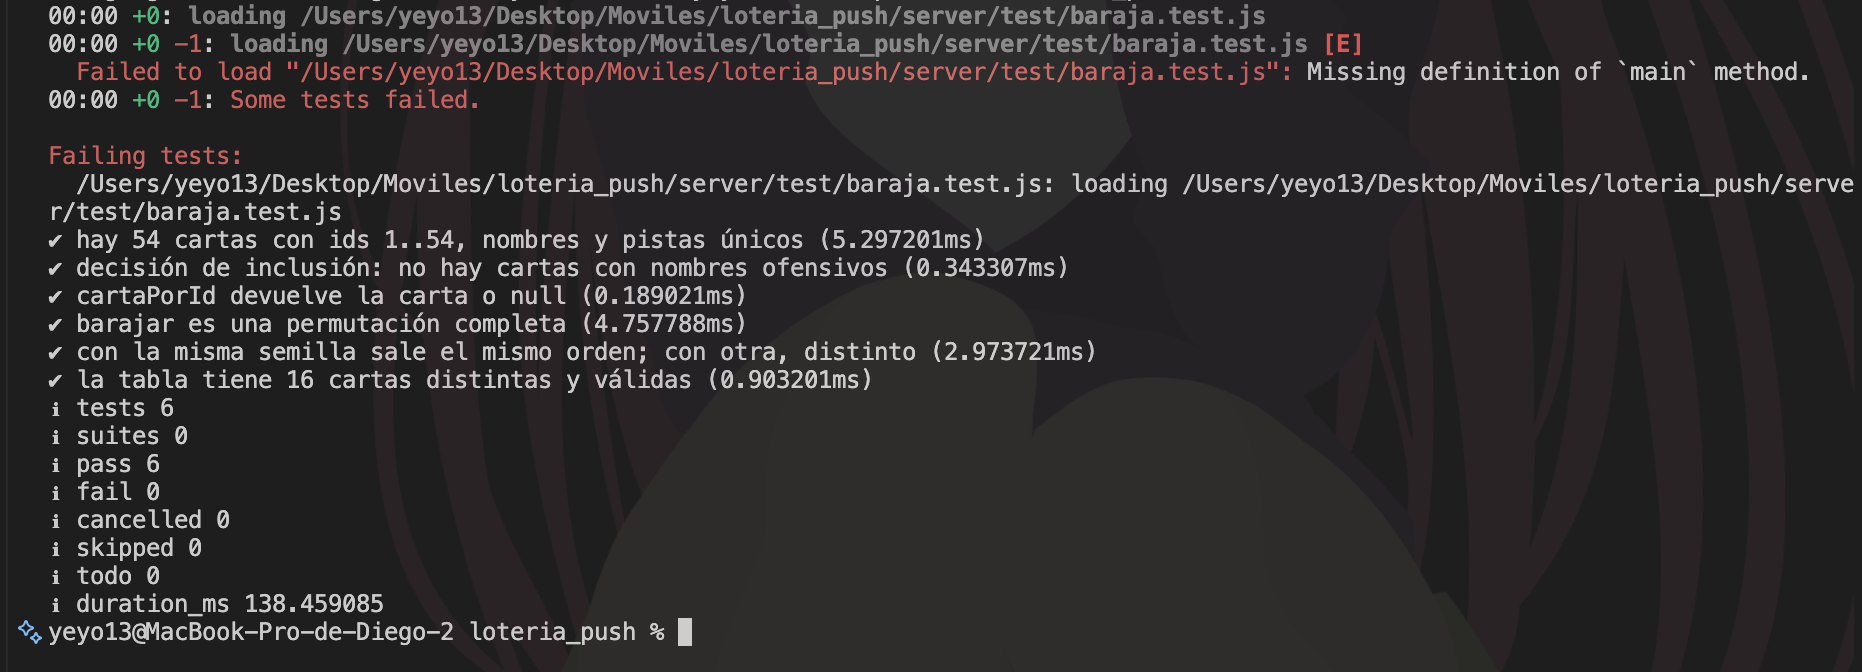 00:00 +0: loading /Users/yeyo13/Desktop/Moviles/loteria_push/server/test/baraja.test.js
00:00 +0 -1: loading /Users/yeyo13/Desktop/Moviles/loteria_push/server/test/baraja.test.js [E]
Failed to load "/Users/yeyo13/Desktop/Moviles/loteria_push/server/test/baraja.test.js": Missing definition of `main` method.
00:00 +0 -1: Some tests failed.
Failing tests:
/Users/yeyo13/Desktop/Moviles/loteria_push/server/test/baraja.test.js: loading /Users/yeyo13/Desktop/Moviles/loteria_push/serve
r/test/baraja.test.js
✔ hay 54 cartas con ids 1..54, nombres y pistas únicos (5.297201ms)
✔ decisión de inclusión: no hay cartas con nombres ofensivos (0.343307ms)
✔ cartaPorId devuelve la carta o null (0.189021ms)
✔ barajar es una permutación completa (4.757788ms)
✔ con la misma semilla sale el mismo orden; con otra, distinto (2.973721ms)
✔ la tabla tiene 16 cartas distintas y válidas (0.903201ms)
ℹ tests 6
ℹ suites 0
ℹ pass 6
ℹ fail 0
ℹ cancelled 0
ℹ skipped 0
ℹ todo 0
ℹ duration_ms 138.459085
yeyo13@MacBook-Pro-de-Diego-2 loteria_push %